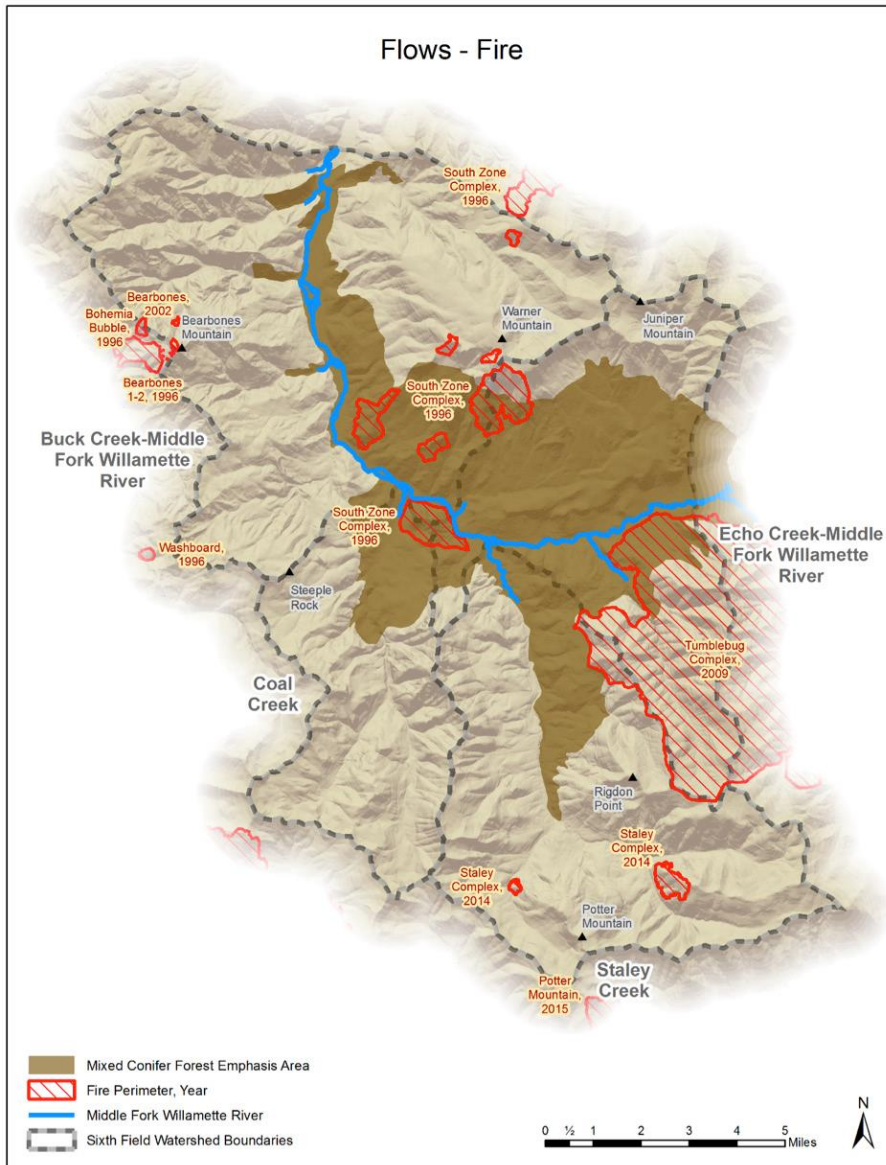 Flows - Fire
South Zone
Complex,
1996
Bearbones,
2002
Bohemia
Bubble,
1996
Bearbones
Mountain
Bearbones
1-2, 1996
Warner
Mountain
Juniper
Mountain
South Zone
Complex,
1996
Buck Creek-Middle
Fork Willamette
River
South Zone
Complex,
1996
Washboard,
1996
Steeple
Rock
Echo Creek-Middle
Fork Willamette
River
Tumblebug
Complex,
2009
Coal
Creek
Rigdon
Point
Staley
Complex,
2014
Staley
Complex,
2014
Potter
Mountain
Staley
Creek
Potter
Mountain,
2015
Mixed Conifer Forest Emphasis Area
Fire Perimeter, Year
Middle Fork Willamette River
Sixth Field Watershed Boundaries
0 ½ 1 2 3 4 5
Miles
N